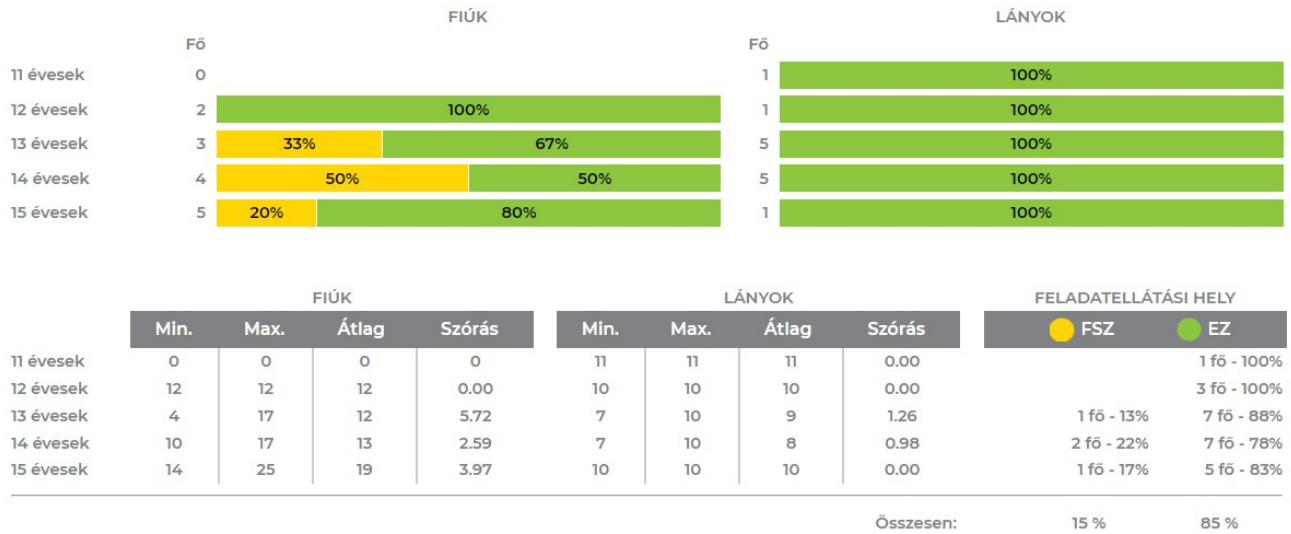 FIÚK LÁNYOK
Fő Fő
11 évesek 0 1 100%
12 évesek 2 100% 1 100%
13 évesek 3 33% 67% 5 100%
14 évesek 4 50% 50% 5 100%
15 évesek 5 20% 80% 1 100%
FIÚK LÁNYOK FELADATELLÁTÁSI HELY
Min. Max. Átlag Szórás Min. Max. Átlag Szórás FSZ EZ
11 évesek 0 0 0 0 11 11 11 0.00 1 fő - 100%
12 évesek 12 12 12 0.00 10 10 10 0.00 3 fő - 100%
13 évesek 4 17 12 5.72 7 10 9 1.26 1 fő - 13% 7 fő - 88%
14 évesek 10 17 13 2.59 7 10 8 0.98 2 fő - 22% 7 fő - 78%
15 évesek 14 25 19 3.97 10 10 10 0.00 1 fő - 17% 5 fő - 83%
Összesen: 15 % 85 %